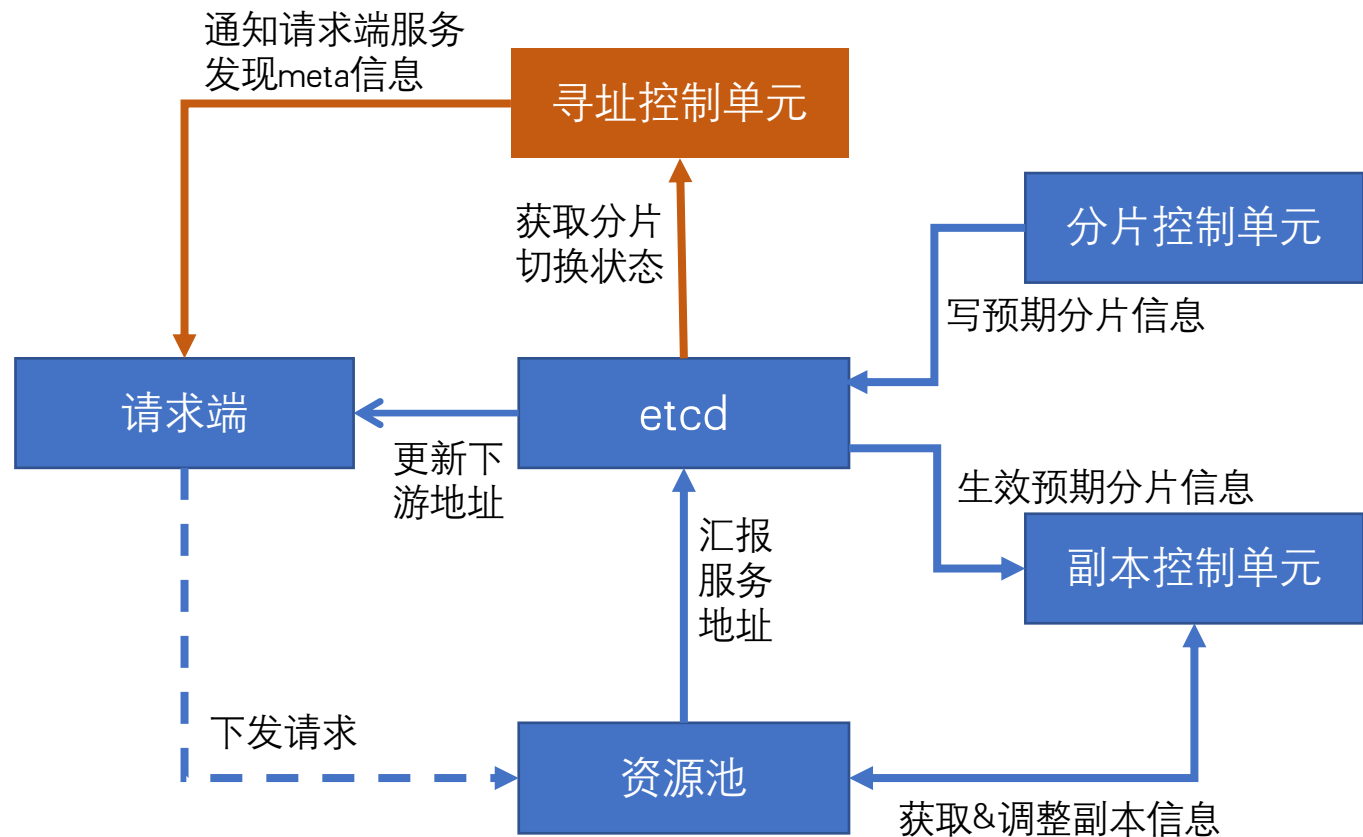 通知请求端服务
发现meta信息
寻址控制单元
分片控制单元
获取分片
切换状态
写预期分片信息
请求端
etcd
更新下
游地址
生效预期分片信息
汇报
服务
地址
副本控制单元
下发请求
资源池
获取&调整副本信息